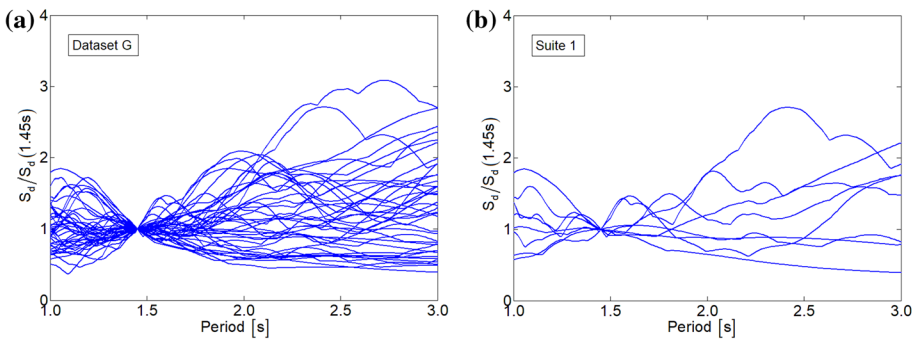 (a)
Dataset G
S_d/S_d (1.45s)
4
3
2
1
0
1.0 1.5 2.0 2.5 3.0
Period [s]
(b)
Suite 1
S_d/S_d (1.45s)
4
3
2
1
0
1.0 1.5 2.0 2.5 3.0
Period [s]